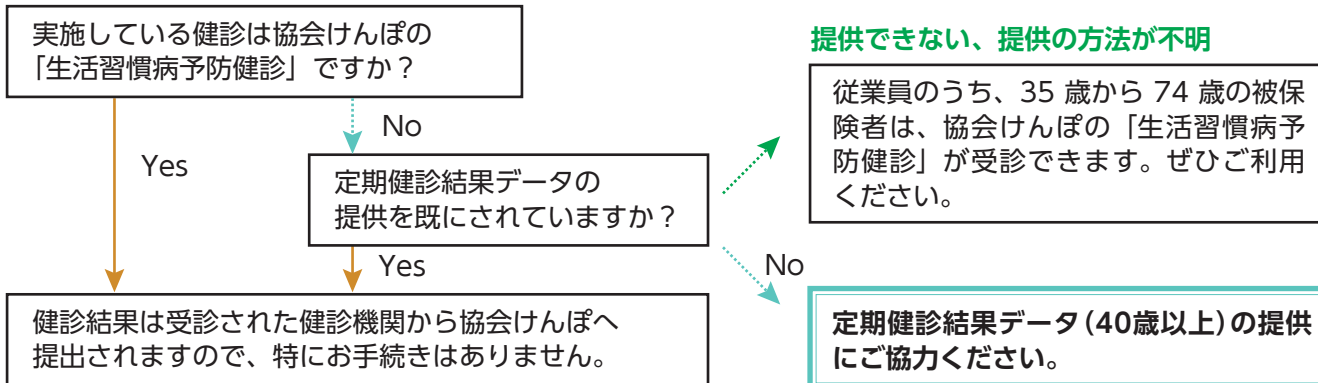 実施している健診は協会けんぽの
「生活習慣病予防健診」ですか？
Yes
No
定期健診結果データの
提供を既にされていますか？
Yes
健診結果は受診された健診機関から協会けんぽへ
提出されますので、特にお手続きはありません。
提供できない、提供の方法が不明
従業員のうち、35 歳から 74 歳の被保
険者は、協会けんぽの「生活習慣病予
防健診」が受診できます。ぜひご利用
ください。
No
定期健診結果データ（40歳以上）の提供
にご協力ください。